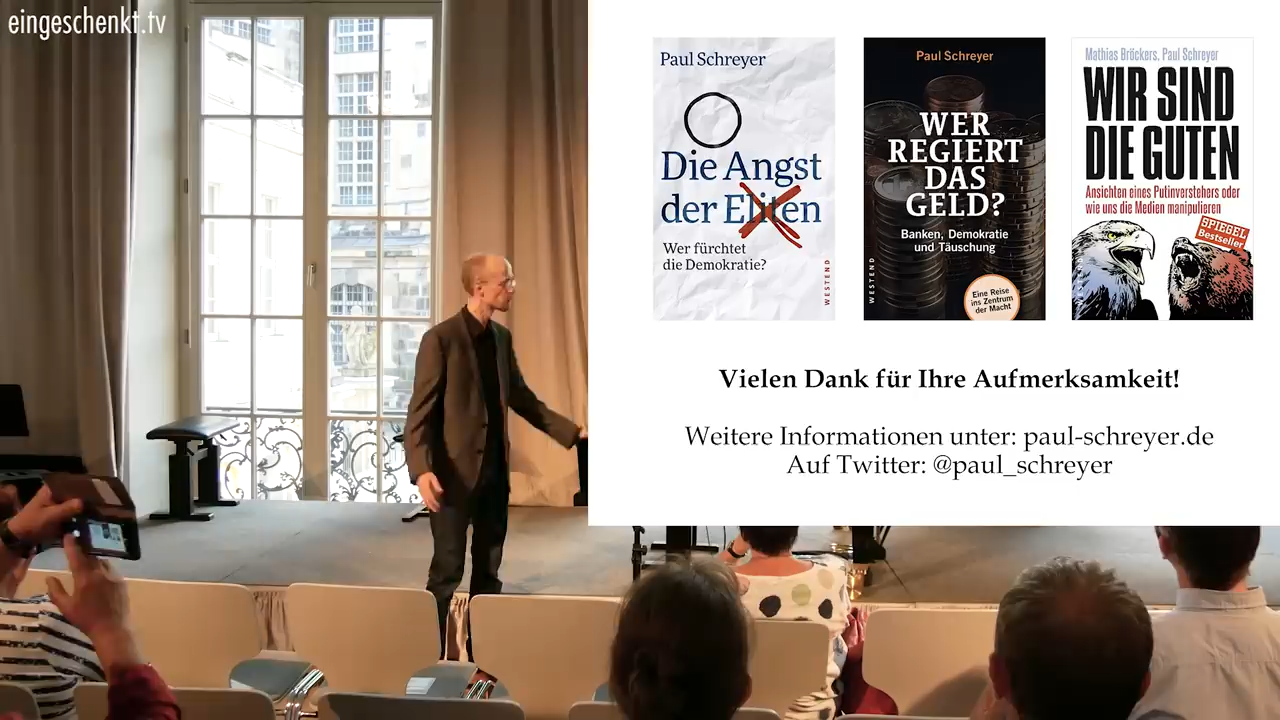 eingeschenkt.tv
Paul Schreyer
Die Angst
der Eliten
Wer fürchtet
die Demokratie?
WESTEND
Paul Schreyer
WER
REGIERT
DAS
GELD?
Banken, Demokratie
und Täuschung
WESTEND
Eine Reise
ins Zentrum
der Macht
Mathias Bröckers, Paul Schreyer
WIR SIND
DIE GUTEN
Ansichten eines Putinverstehers oder
wie uns die Medien manipulieren
SPIEGEL
Bestseller
Vielen Dank für Ihre Aufmerksamkeit!
Weitere Informationen unter: paul-schreyer.de
Auf Twitter: @paul_schreyer